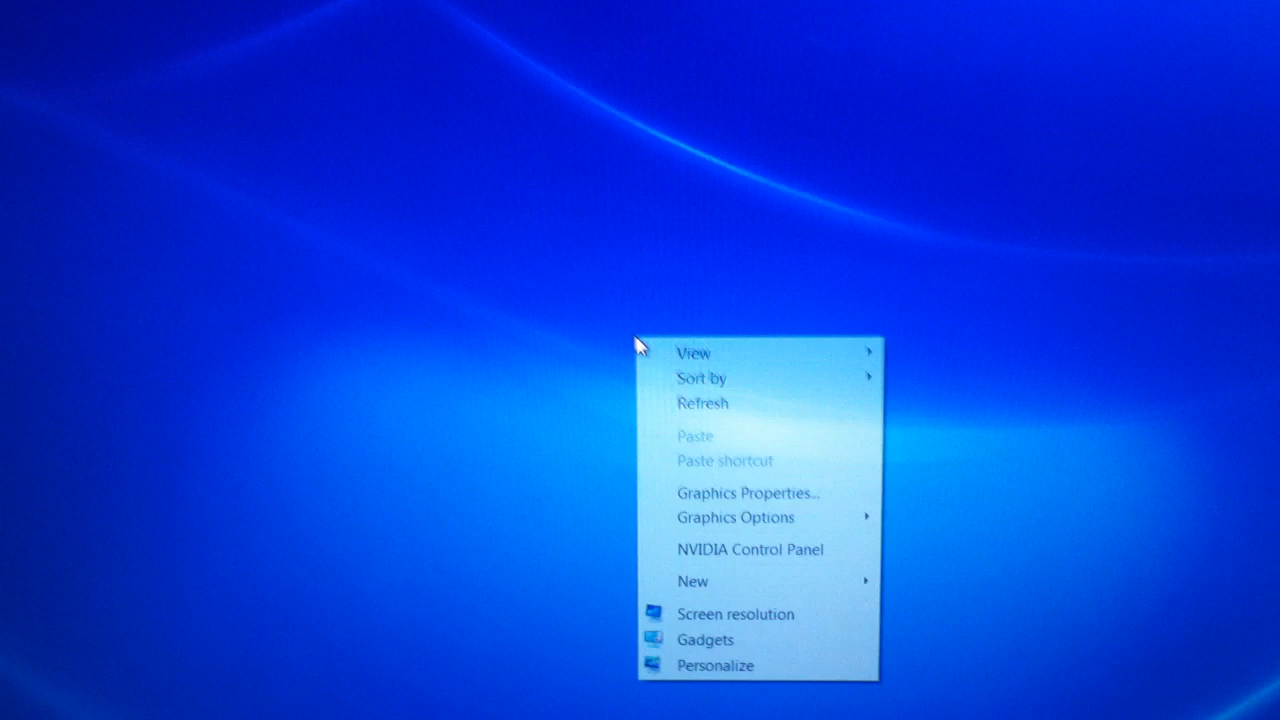 View
Sort by
Refresh
Paste
Paste shortcut
Graphics Properties...
Graphics Options
NVIDIA Control Panel
New
Screen resolution
Gadgets
Personalize